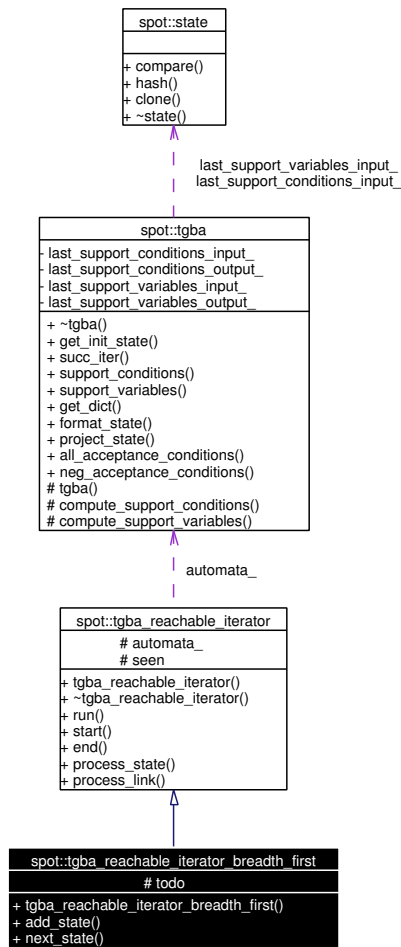 spot::state
+ compare()
+ hash()
+ clone()
+ ~state()
last_support_variables_input_
last_support_conditions_input_
spot::tgba
- last_support_conditions_input_
- last_support_conditions_output_
- last_support_variables_input_
- last_support_variables_output_
+ ~tgba()
+ get_init_state()
+ succ_iter()
+ support_conditions()
+ support_variables()
+ get_dict()
+ format_state()
+ project_state()
+ all_acceptance_conditions()
+ neg_acceptance_conditions()
# tgba()
# compute_support_conditions()
# compute_support_variables()
automata_
spot::tgba_reachable_iterator
# automata_
# seen
+ tgba_reachable_iterator()
+ ~tgba_reachable_iterator()
+ run()
+ start()
+ end()
+ process_state()
+ process_link()
spot::tgba_reachable_iterator_breadth_first
# todo
+ tgba_reachable_iterator_breadth_first()
+ add_state()
+ next_state()